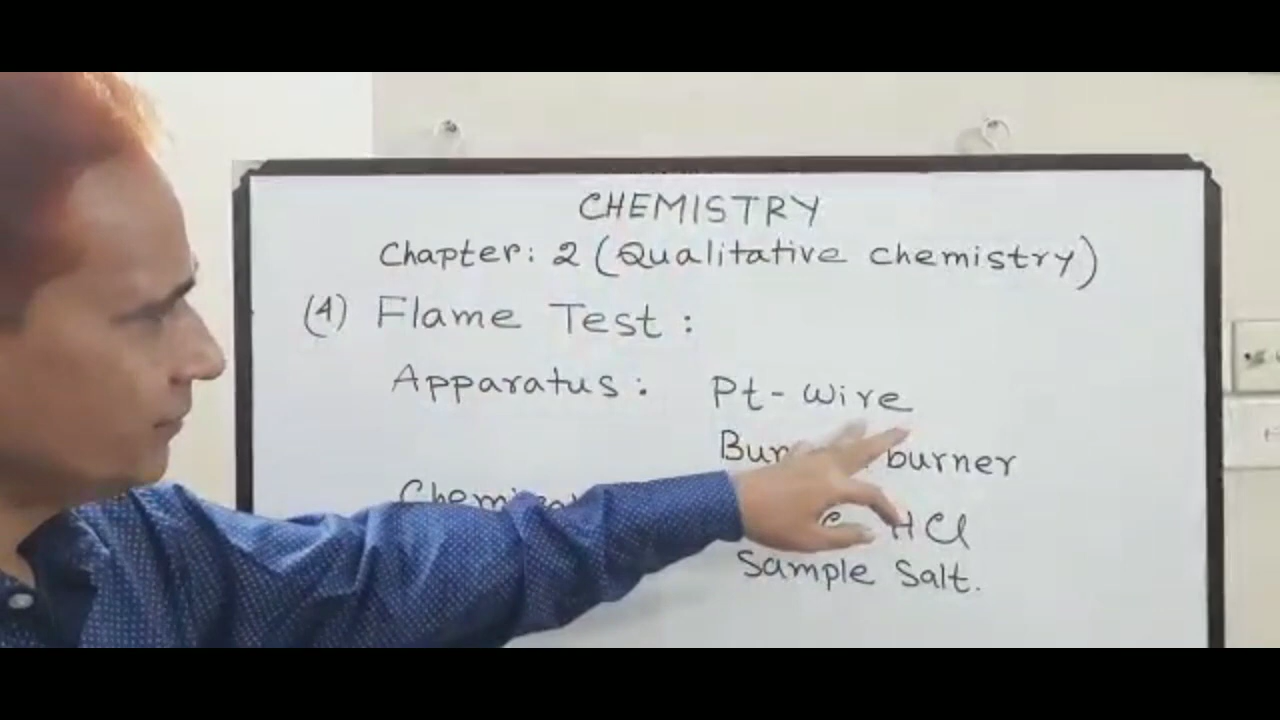 CHEMISTRY
Chapter: 2 (Qualitative chemistry)
(4) Flame Test:
Apparatus: Pt-wire
burner
HCl
Sample Salt.